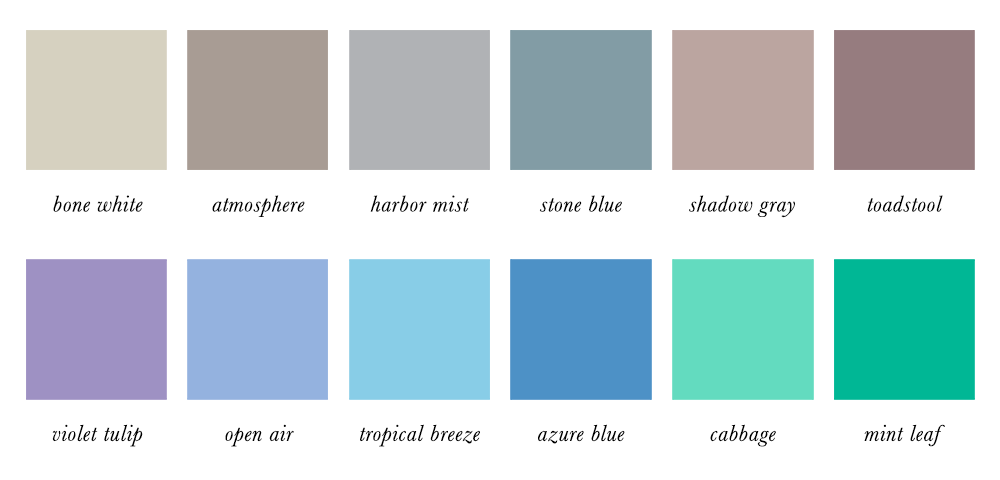 bone white atmosphere harbor mist stone blue shadow gray toadstool
violet tulip open air tropical breeze azure blue cabbage mint leaf